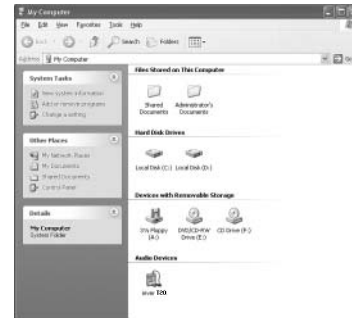 My Computer
File Edit View Favorites Tools Help
Back Search Folders
Address My Computer Go
System Tasks
View system information
Add or remove programs
Change a setting
Other Places
My Network Places
My Documents
Shared Documents
Control Panel
Details
My Computer
System Folder
Files Stored on This Computer
Shared Documents
Administrator's Documents
Hard Disk Drives
Local Disk (C:) Local Disk (D:)
Devices with Removable Storage
3½ Floppy (A:)
DVD/CD-RW Drive (E:)
CD Drive (F:)
Audio Devices
iriver T20